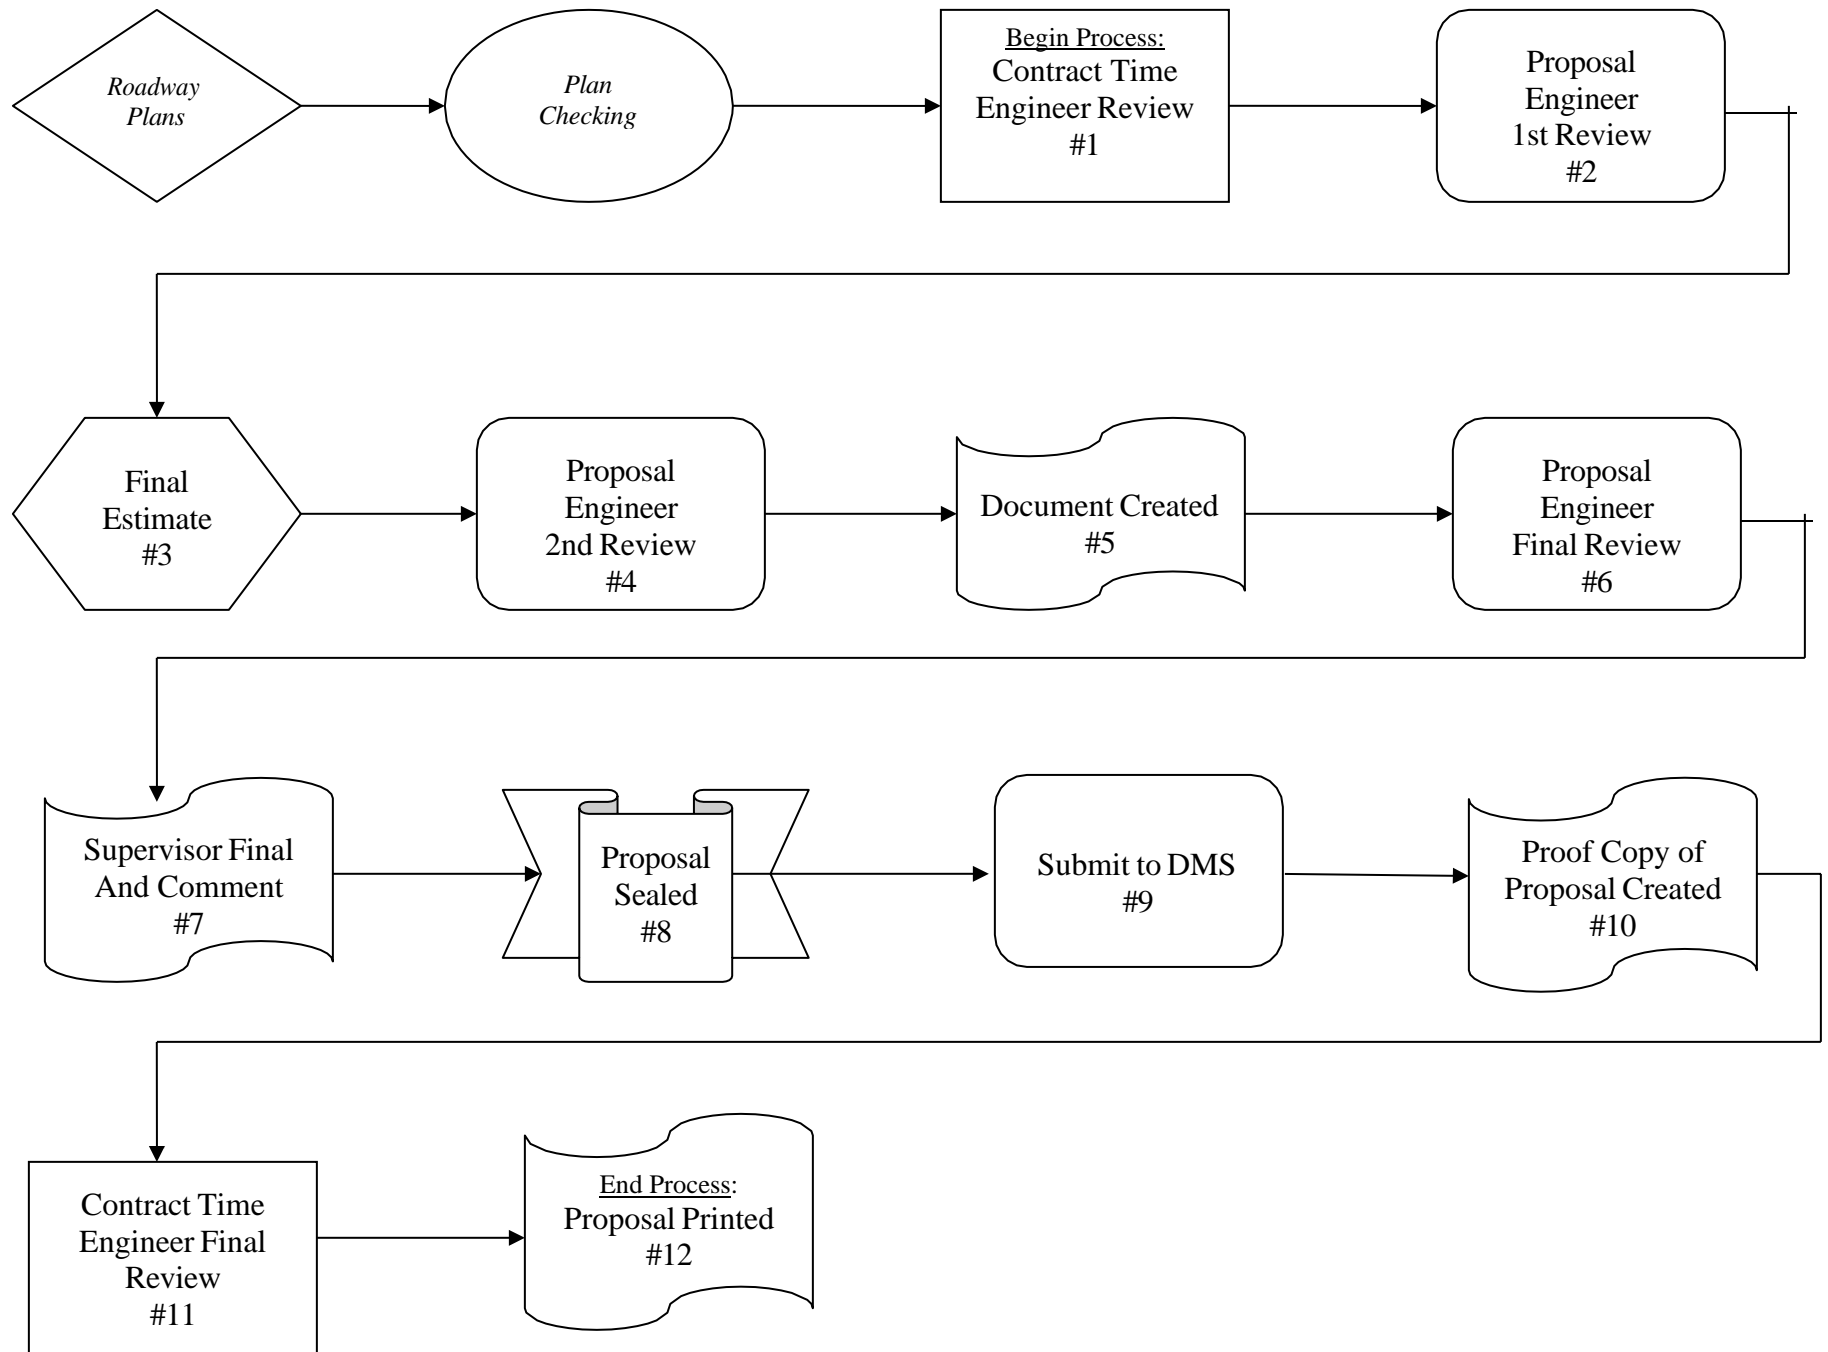 Roadway
Plans
Plan
Checking
Begin Process:
Contract Time
Engineer Review
#1
Proposal
Engineer
1st Review
#2
Final
Estimate
#3
Proposal
Engineer
2nd Review
#4
Document Created
#5
Proposal
Engineer
Final Review
#6
Supervisor Final
And Comment
#7
Proposal
Sealed
#8
Submit to DMS
#9
Proof Copy of
Proposal Created
#10
Contract Time
Engineer Final
Review
#11
End Process:
Proposal Printed
#12